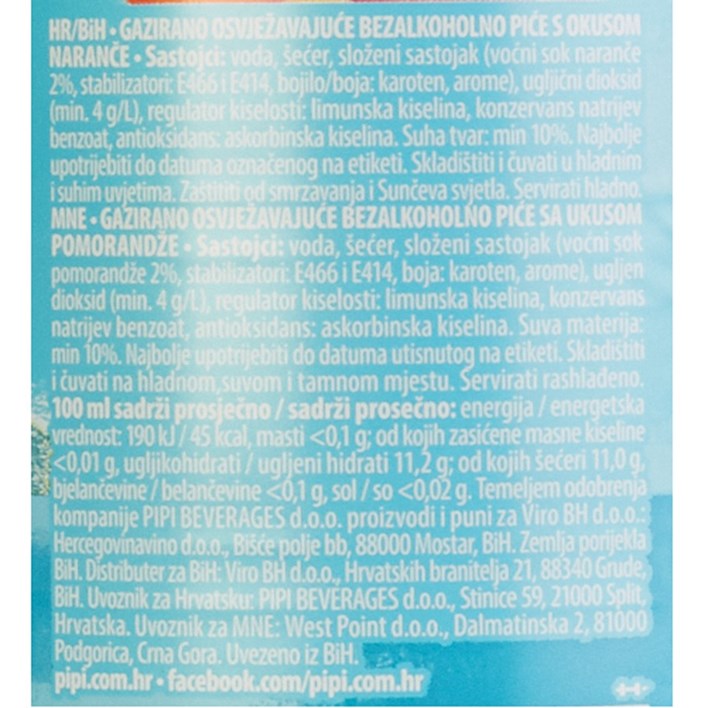 HR/BiH • GAZIRANO OSVJEŽAVAJUĆE BEZALKOHOLNO PIĆE S OKUSOM
NARANČE • Sastojci: voda, šećer, složeni sastojak (voćni sok naranče
2%, stabilizatori: E466 i E414, bojilo/boja: karoten, arome), ugljični dioksid
(min. 4 g/L), regulator kiselosti: limunska kiselina, konzervans natrijev
benzoat, antioksidans: askorbinska kiselina. Suha tvar: min 10%. Najbolje
upotrijebiti do datuma označenog na etiketi. Skladištiti i čuvati u hladnim
i suhim uvjetima. Zaštititi od smrzavanja i Sunčeva svjetla. Servirati hladno.
MNE • GAZIRANO OSVJEŽAVAJUĆE BEZALKOHOLNO PIĆE SA UKUSOM
POMORANDŽE • Sastojci: voda, šećer, složeni sastojak (voćni sok
pomorandže 2%, stabilizatori: E466 i E414, boja: karoten, arome), ugljen
dioksid (min. 4 g/L), regulator kiselosti: limunska kiselina, konzervans
natrijev benzoat, antioksidans: askorbinska kiselina. Suva materija:
min 10%. Najbolje upotrijebiti do datuma utisnutog na etiketi. Skladištiti
i čuvati na hladnom,suvom i tamnom mjestu. Servirati rashlađeno.
100 ml sadrži prosječno / sadrži prosečno: energija / energetska
vrednost: 190 kJ / 45 kcal, masti <0,1 g; od kojih zasićene masne kiseline
<0,01 g, ugljikohidrati / ugljeni hidrati 11,2 g; od kojih šećeri 11,0 g,
bjelančevine / belančevine <0,1 g, sol / so <0,02 g. Temeljem odobrenja
kompanije PIPI BEVERAGES d.o.o. proizvodi i puni za Viro BH d.o.o.:
Hercegovinavino d.o.o., Bišće polje bb, 88000 Mostar, BiH. Zemlja porijekla
BiH. Distributer za BiH: Viro BH d.o.o., Hrvatskih branitelja 21, 88340 Grude,
BiH. Uvoznik za Hrvatsku: PIPI BEVERAGES d.o.o., Stinice 59, 21000 Split,
Hrvatska. Uvoznik za MNE: West Point d.o.o., Dalmatinska 2, 81000
Podgorica, Crna Gora. Uvezeno iz BiH.
pipi.com.hr • facebook.com/pipi.com.hr